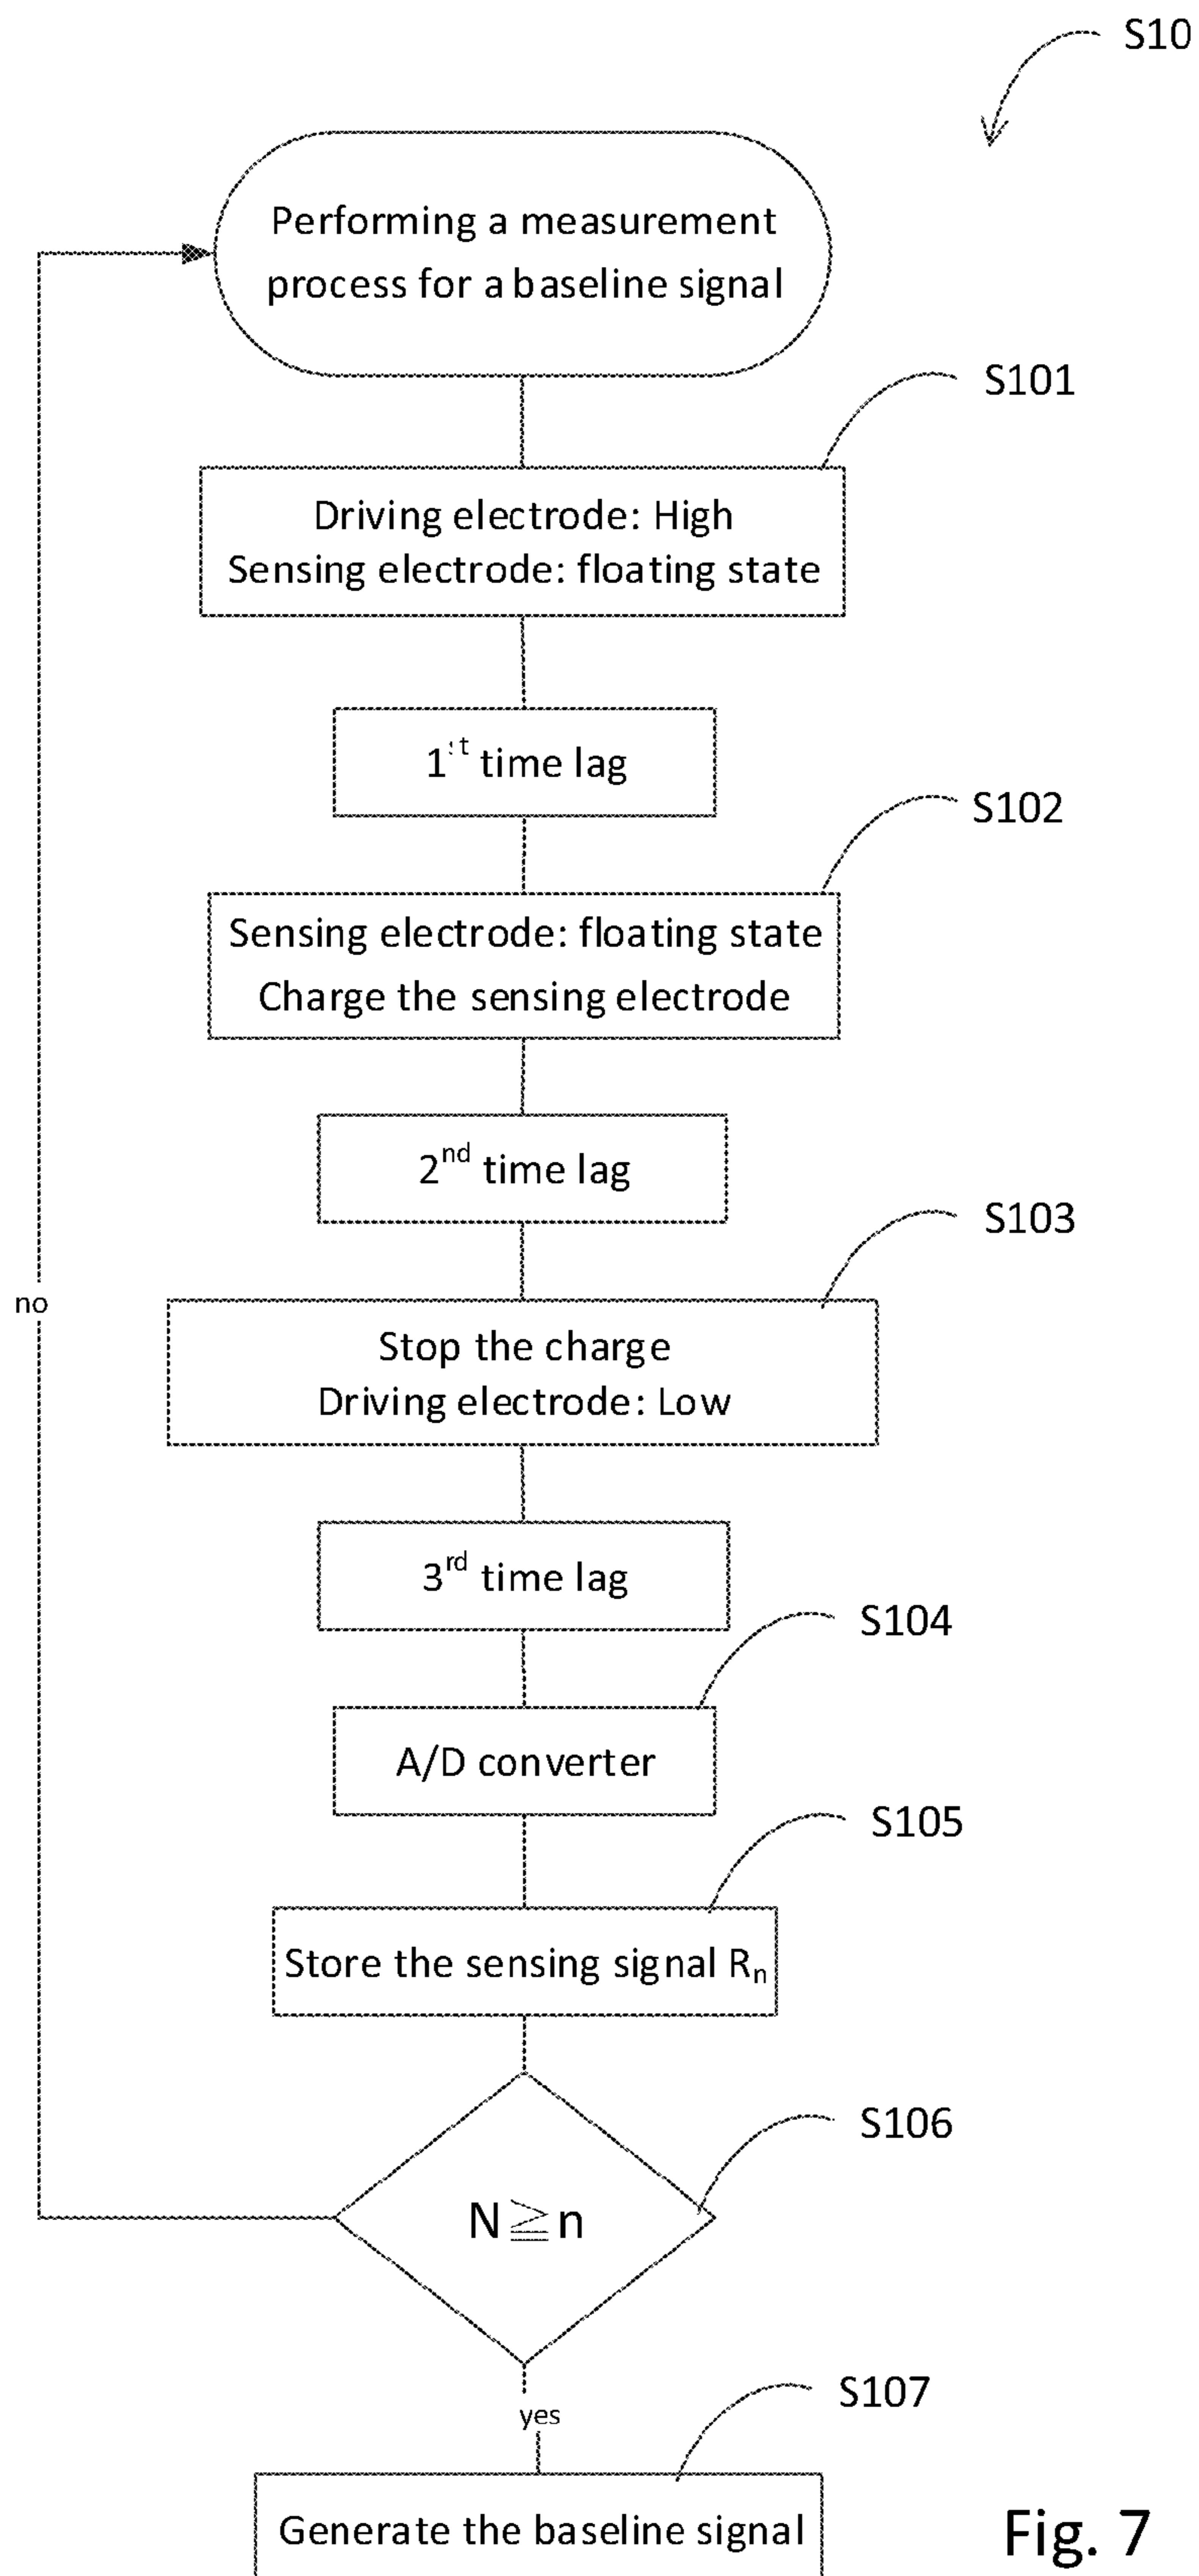 S10
Performing a measurement
process for a baseline signal
S101
Driving electrode: High
Sensing electrode: floating state
1st time lag
S102
Sensing electrode: floating state
Charge the sensing electrode
2nd time lag
S103
no
Stop the charge
Driving electrode: Low
3rd time lag
S104
A/D converter
S105
Store the sensing signal Rn
S106
N≧n
S107
yes
Generate the baseline signal
Fig. 7